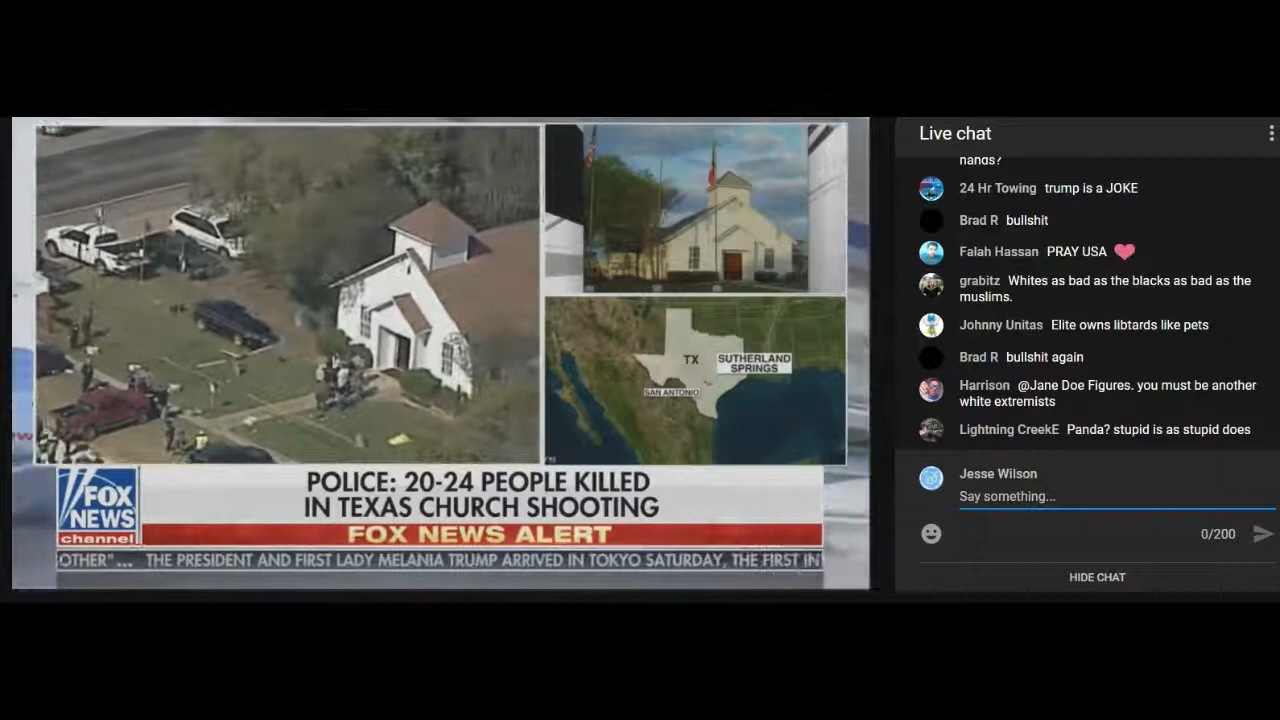 TX
SUTHERLAND
SPRINGS
SAN ANTONIO
POLICE: 20-24 PEOPLE KILLED
IN TEXAS CHURCH SHOOTING
FOX
NEWS
channel
FOX NEWS ALERT
OTHER" ... THE PRESIDENT AND FIRST LADY MELANIA TRUMP ARRIVED IN TOKYO SATURDAY, THE FIRST IN
Live chat
hands?
24 Hr Towing trump is a JOKE
Brad R bullshit
Falah Hassan PRAY USA
grabitz Whites as bad as the blacks as bad as the
muslims.
Johnny Unitas Elite owns libtards like pets
Brad R bullshit again
Harrison @Jane Doe Figures. you must be another
white extremists
Lightning CreekE Panda? stupid is as stupid does
Jesse Wilson
Say something...
0/200
HIDE CHAT